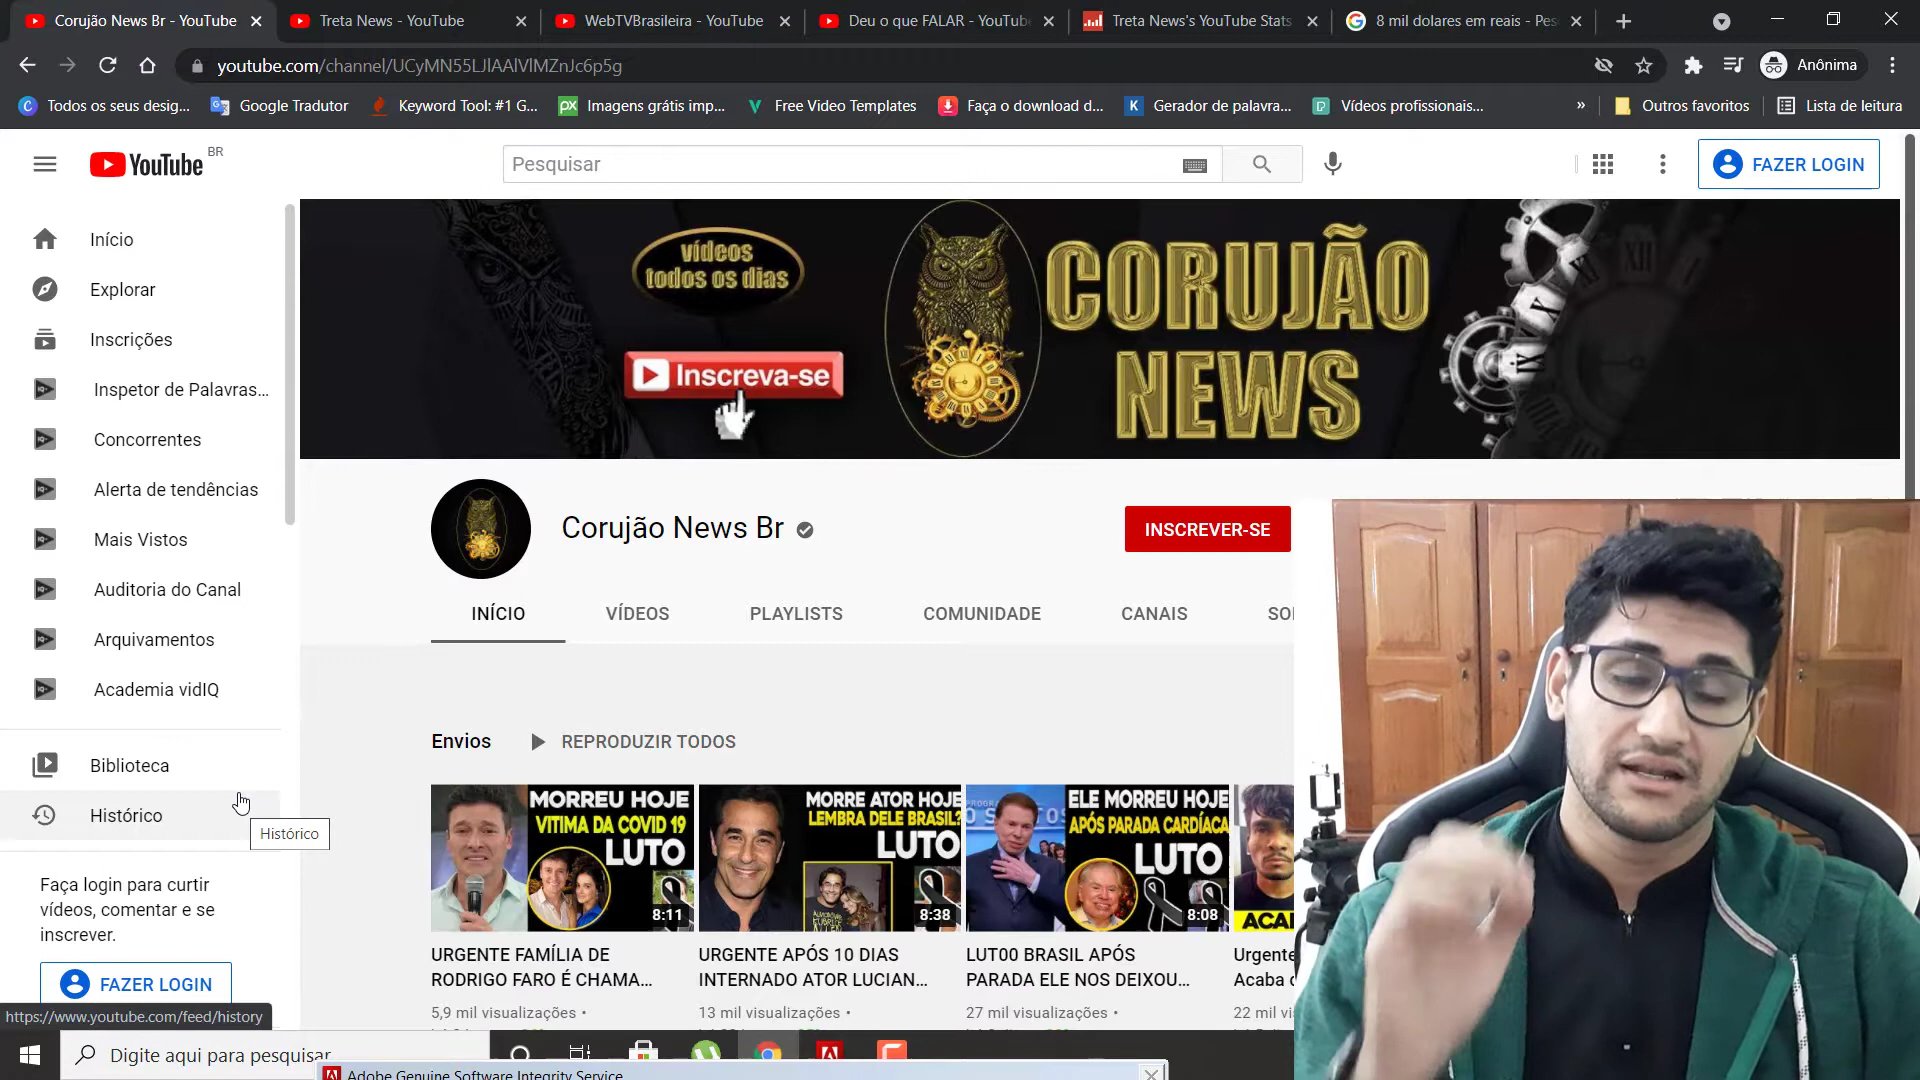 Corujão News Br - YouTube
Treta News - YouTube
WebTVBrasileira - YouTube
Deu o que FALAR - YouTube
Treta News's YouTube Stats
8 mil dolares em reais - Pes
youtube.com/channel/UCyMN55LJlAAlVlMZnJc6p5g
Anônima
Todos os seus desig...
Google Tradutor
Keyword Tool: #1 G...
Imagens grátis imp...
Free Video Templates
Faça o download d...
Gerador de palavra...
Vídeos profissionais...
»
Outros favoritos
Lista de leitura
YouTube BR
Pesquisar
FAZER LOGIN
Início
Explorar
Inscrições
Inspetor de Palavras...
Concorrentes
Alerta de tendências
Mais Vistos
Auditoria do Canal
Arquivamentos
Academia vidIQ
Biblioteca
Histórico
Histórico
Faça login para curtir
vídeos, comentar e se
inscrever.
FAZER LOGIN
https://www.youtube.com/feed/history
vídeos
todos os dias
Inscreva-se
CORUJÃO
NEWS
Corujão News Br
INSCREVER-SE
INÍCIO
VÍDEOS
PLAYLISTS
COMUNIDADE
CANAIS
SO
Envios
REPRODUZIR TODOS
MORREU HOJE
VITIMA DA COVID 19
LUTO
8:11
MORRE ATOR HOJE
LEMBRA DELE BRASIL?
LUTO
8:38
ELE MORREU HOJE
APÓS PARADA CARDÍACA
LUTO
8:08
ACA
URGENTE FAMÍLIA DE
RODRIGO FARO É CHAMA...
5,9 mil visualizações •
URGENTE APÓS 10 DIAS
INTERNADO ATOR LUCIAN...
13 mil visualizações •
LUT00 BRASIL APÓS
PARADA ELE NOS DEIXOU...
27 mil visualizações •
Urgente
Acaba
22 mil vi
Digite aqui para pesquisar
Adobe Genuine Software Integrity Service